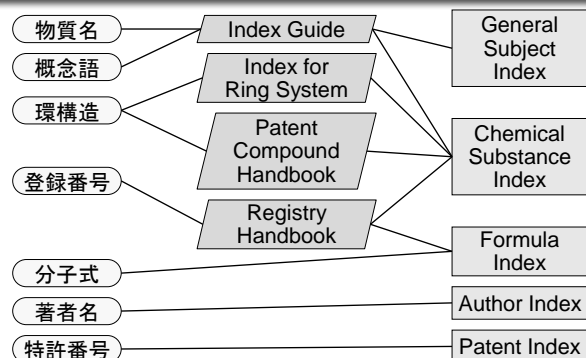 物質名
概念語
環構造
登録番号
分子式
著者名
特許番号
Index Guide
Index for
Ring System
Patent
Compound
Handbook
Registry
Handbook
General
Subject
Index
Chemical
Substance
Index
Formula
Index
Author Index
Patent Index